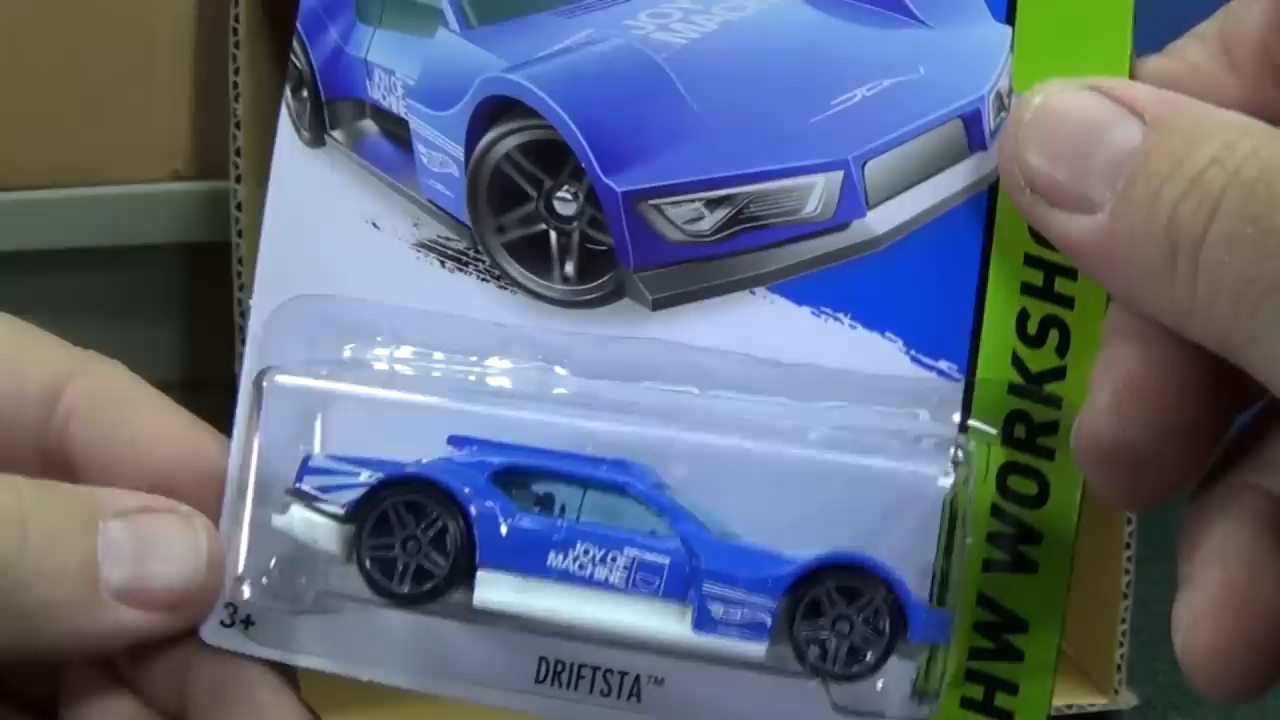 JOY OF
MACHINE
JOY OF
MACHINE
HW WORKSHO
JOY OF
MACHINE
D
3+
DRIFTSTA™